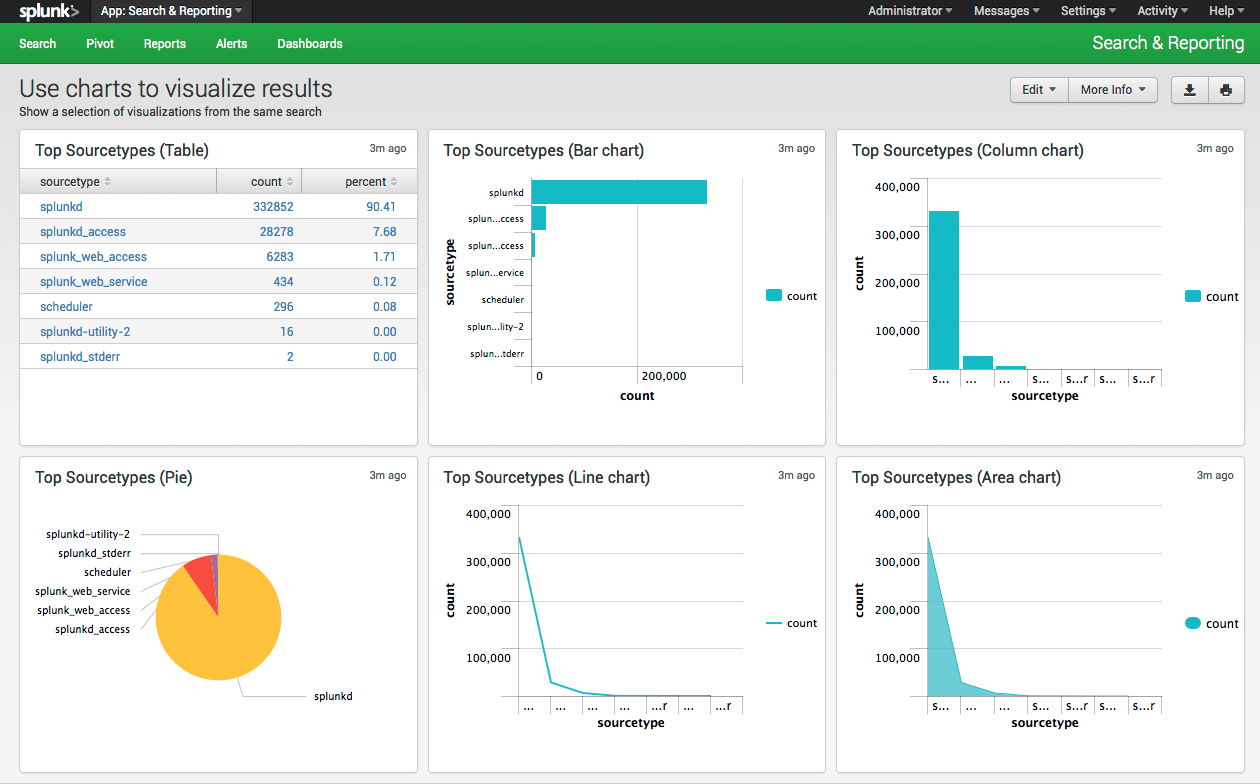 splunk> App: Search & Reporting Administrator Messages Settings Activity Help
Search Pivot Reports Alerts Dashboards Search & Reporting
Use charts to visualize results
Show a selection of visualizations from the same search
Edit More Info
Top Sourcetypes (Table) 3m ago
sourcetype count percent
splunkd 332852 90.41
splunkd_access 28278 7.68
splunk_web_access 6283 1.71
splunk_web_service 434 0.12
scheduler 296 0.08
splunkd-utility-2 16 0.00
splunkd_stderr 2 0.00
Top Sourcetypes (Bar chart) 3m ago
sourcetype
splunkd
splun...ccess
splun...ccess
splun...ervice
scheduler
splun...lity-2
splun...tderr
0 200,000
count
count
Top Sourcetypes (Column chart) 3m ago
count
400,000
300,000
200,000
100,000
s... ... ... s... s...r s... s...r
sourcetype
count
Top Sourcetypes (Pie) 3m ago
splunkd-utility-2
splunkd_stderr
scheduler
splunk_web_service
splunk_web_access
splunkd_access
splunkd
Top Sourcetypes (Line chart) 3m ago
count
400,000
300,000
200,000
100,000
... ... ... ... ...r ... ...r
sourcetype
count
Top Sourcetypes (Area chart) 3m ago
count
400,000
300,000
200,000
100,000
s... ... ... s... s...r s... s...r
sourcetype
count